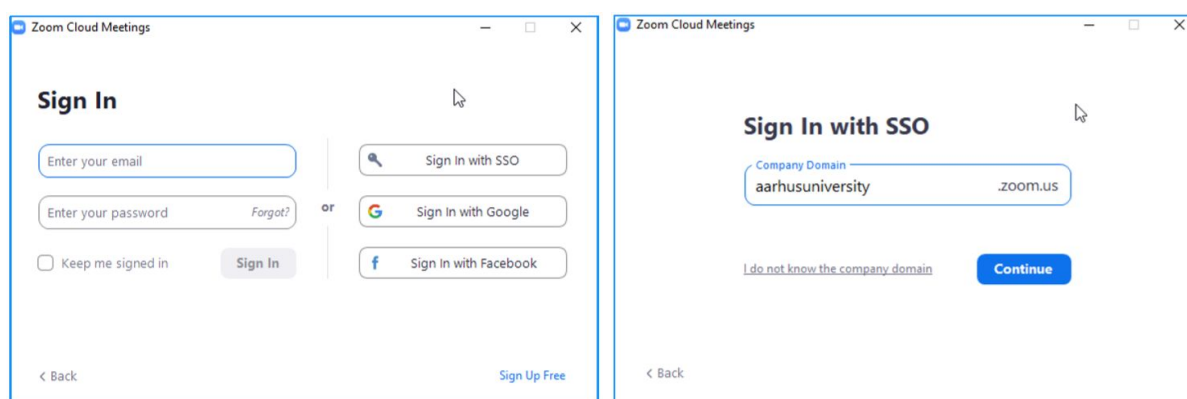 Zoom Cloud Meetings
Sign In
Enter your email
Enter your password Forgot?
Keep me signed in Sign In
or
Sign In with SSO
Sign In with Google
Sign In with Facebook
< Back Sign Up Free
Zoom Cloud Meetings
Sign In with SSO
Company Domain
aarhusuniversity .zoom.us
I do not know the company domain Continue
< Back